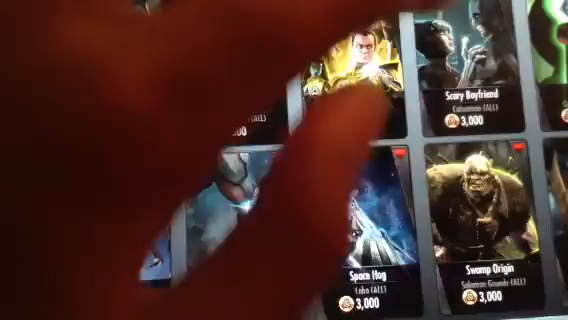 Scary Boyfriend
Catwoman (ALL)
3,000
(ALL)
Space Hog
Lobo (ALL)
3,000
Swamp Origin
Solomon Grundy (ALL)
3,000